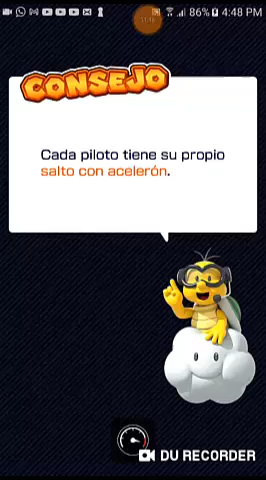 86% 4:48 PM
CONSEJO
Cada piloto tiene su propio
salto con acelerón.
DU RECORDER